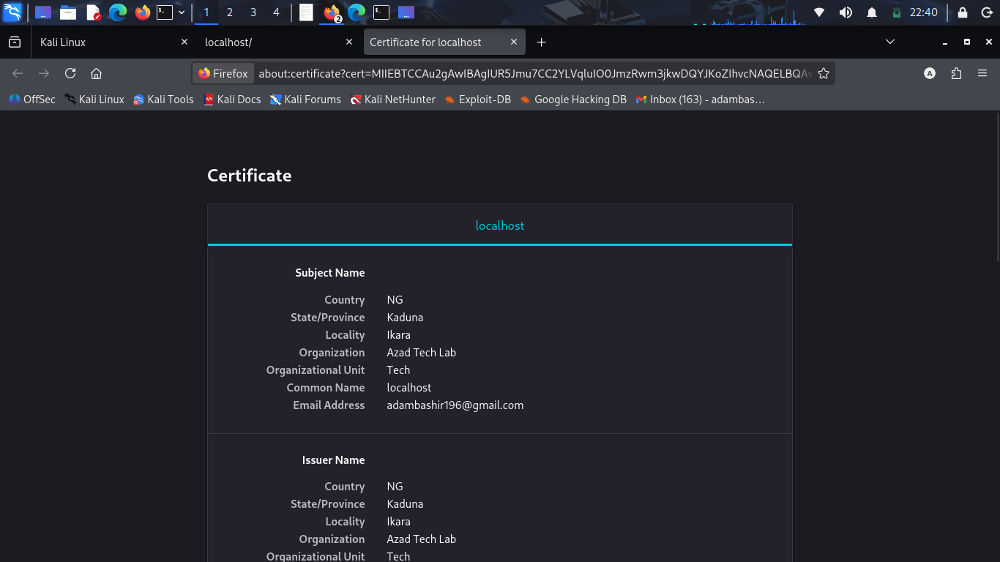 1 2 3 4 2 22:40
Kali Linux localhost/ Certificate for localhost
Firefox about:certificate?cert=MIIEBTCCAu2gAwIBAgIUR5Jmu7CC2YLVqluIO0JmzRwm3jkwDQYJKoZIhvcNAQELBQAw A
OffSec Kali Linux Kali Tools Kali Docs Kali Forums Kali NetHunter Exploit-DB Google Hacking DB Inbox (163) - adambas…
Certificate
localhost
Subject Name
Country NG
State/Province Kaduna
Locality Ikara
Organization Azad Tech Lab
Organizational Unit Tech
Common Name localhost
Email Address adambashir196@gmail.com
Issuer Name
Country NG
State/Province Kaduna
Locality Ikara
Organization Azad Tech Lab
Organizational Unit Tech